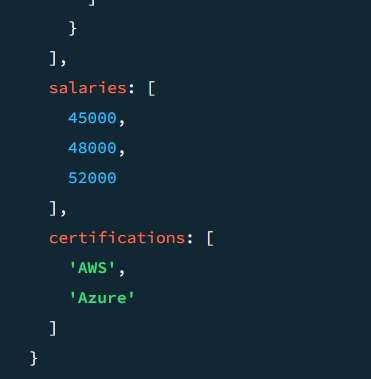 ]
}
],
salaries: [
45000,
48000,
52000
],
certifications: [
'AWS',
'Azure'
]
}